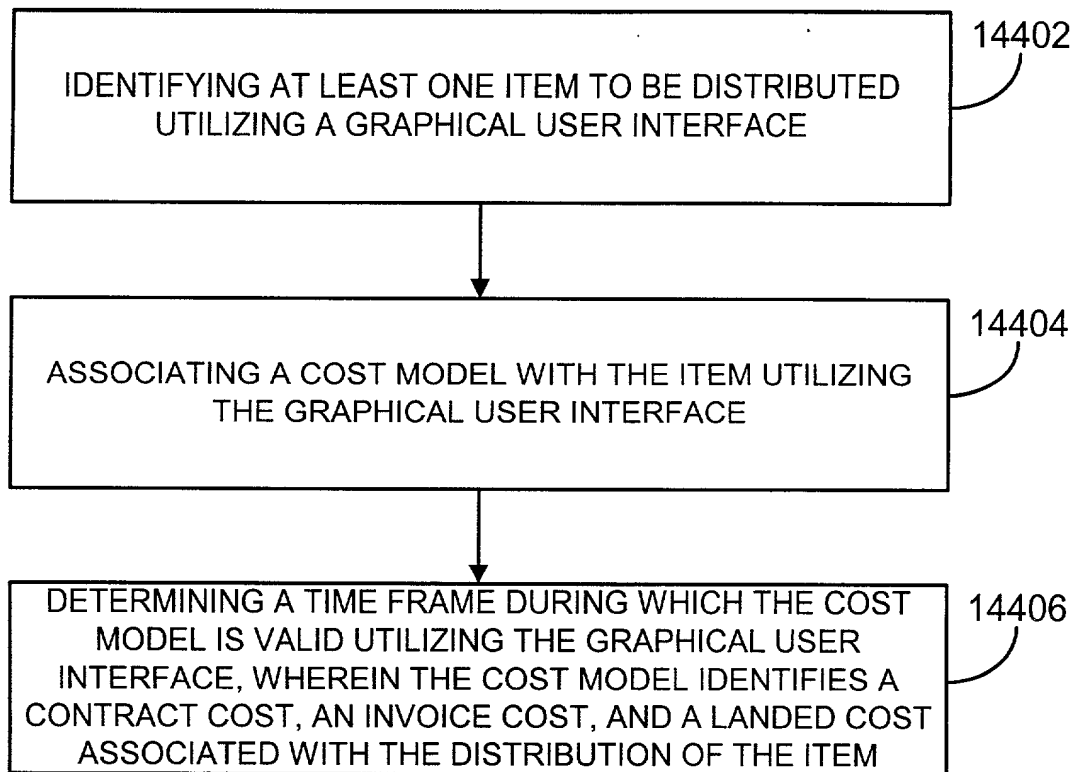 14402
IDENTIFYING AT LEAST ONE ITEM TO BE DISTRIBUTED
UTILIZING A GRAPHICAL USER INTERFACE
14404
ASSOCIATING A COST MODEL WITH THE ITEM UTILIZING
THE GRAPHICAL USER INTERFACE
14406
DETERMINING A TIME FRAME DURING WHICH THE COST
MODEL IS VALID UTILIZING THE GRAPHICAL USER
INTERFACE, WHEREIN THE COST MODEL IDENTIFIES A
CONTRACT COST, AN INVOICE COST, AND A LANDED COST
ASSOCIATED WITH THE DISTRIBUTION OF THE ITEM